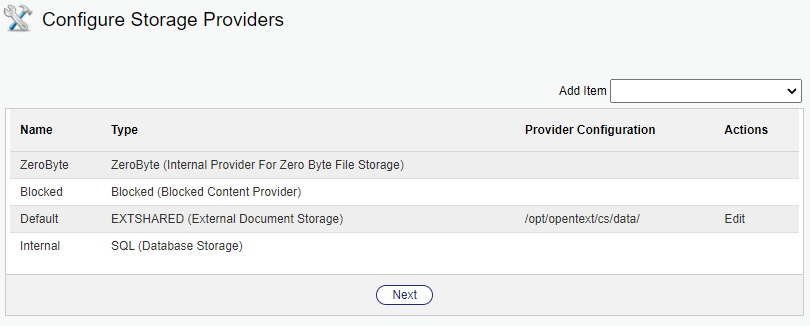 Configure Storage Providers
Add Item
Name Type Provider Configuration Actions
ZeroByte ZeroByte (Internal Provider For Zero Byte File Storage)
Blocked Blocked (Blocked Content Provider)
Default EXTSHARED (External Document Storage) /opt/opentext/cs/data/ Edit
Internal SQL (Database Storage)
Next